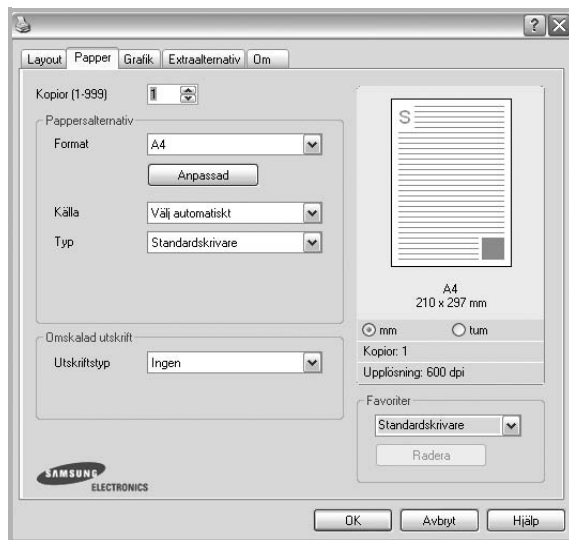 Layout Papper Grafik Extraalternativ Om
Kopior (1-999) 1
Pappersalternativ
Format A4
Anpassad
Källa Välj automatiskt
Typ Standardskrivare
Omskalad utskrift
Utskriftstyp Ingen
SAMSUNG
ELECTRONICS
S
A4
210 x 297 mm
mm tum
Kopior: 1
Upplösning: 600 dpi
Favoriter
Standardskrivare
Radera
OK Avbryt Hjälp